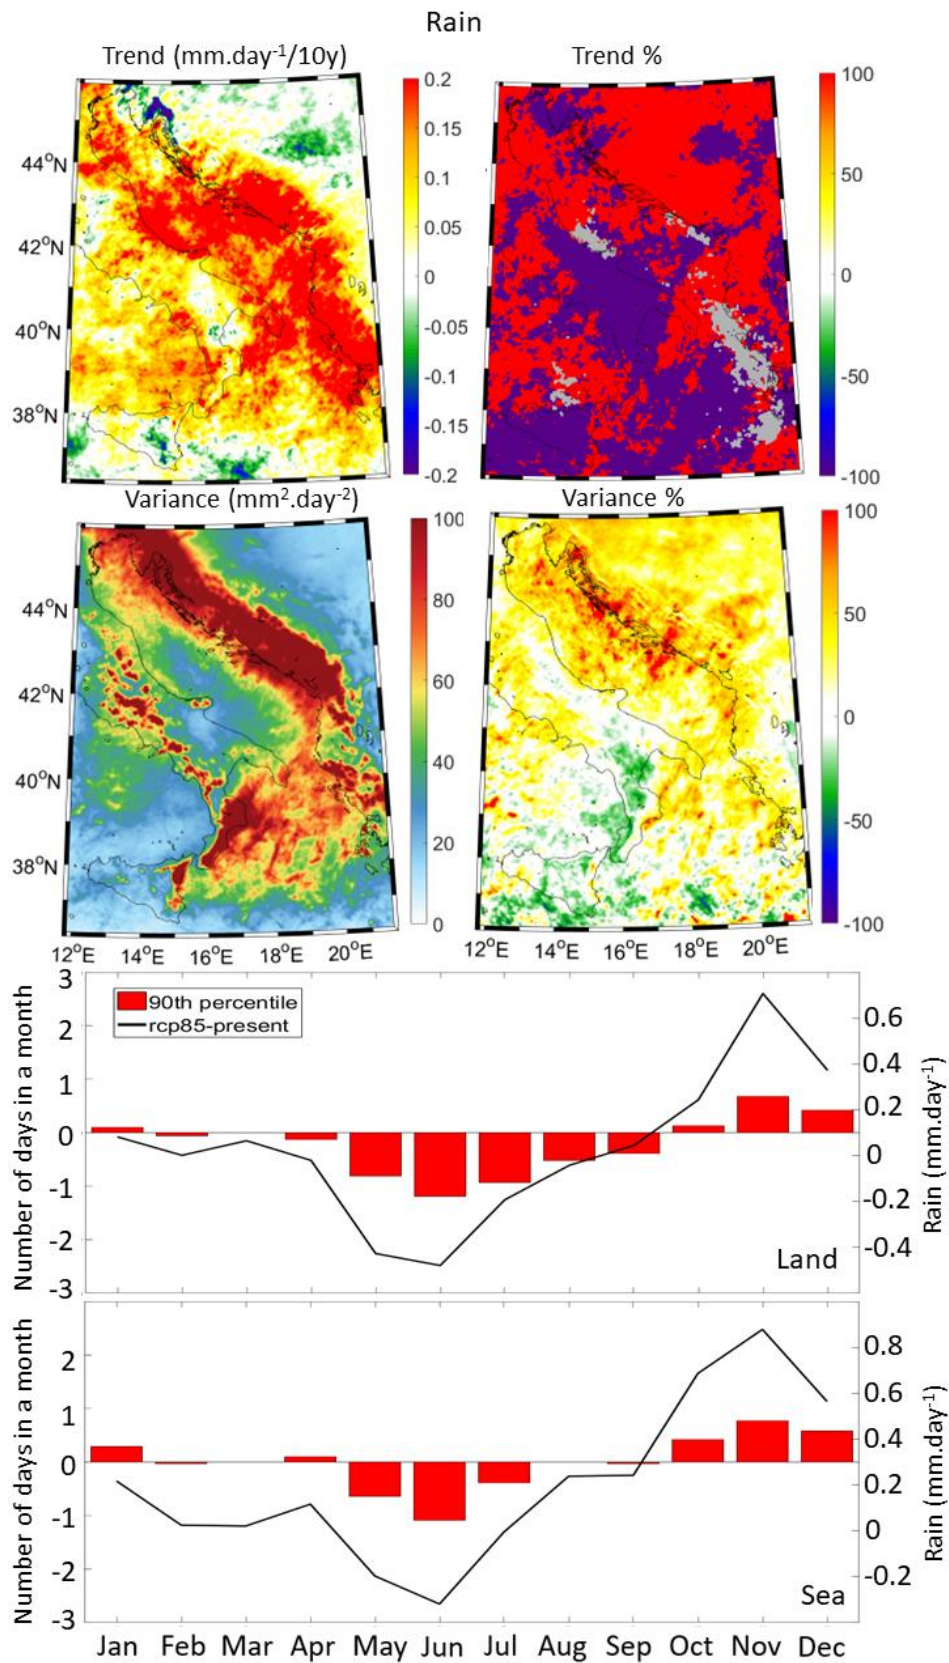 Rain
Trend (mm.day-1/10y)
Trend %
0.2
0.15
0.1
0.05
0
-0.05
-0.1
-0.15
-0.2
44°N
42°N
40°N
38°N
100
50
0
-50
-100
Variance (mm2.day-2)
Variance %
100
80
60
40
20
0
44°N
42°N
40°N
38°N
100
50
0
-50
-100
12°E 14°E 16°E 18°E 20°E
12°E 14°E 16°E 18°E 20°E
Number of days in a month
3
2
1
0
-1
-2
-3
90th percentile
rcp85-present
0.6
0.4
0.2
0
-0.2
-0.4
Rain (mm.day-1)
Land
Number of days in a month
2
1
0
-1
-2
-3
0.8
0.6
0.4
0.2
0
-0.2
Rain (mm.day-1)
Sea
Jan Feb Mar Apr May Jun Jul Aug Sep Oct Nov Dec